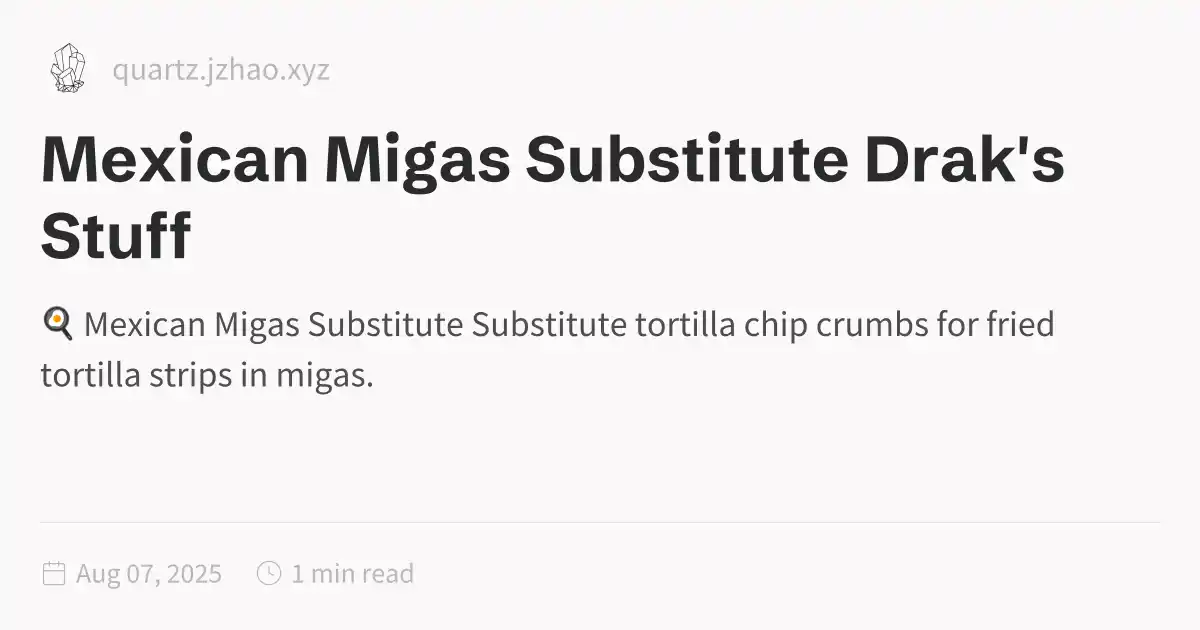 quartz.jzhao.xyz
Mexican Migas Substitute Drak's
Stuff
🍳 Mexican Migas Substitute Substitute tortilla chip crumbs for fried
tortilla strips in migas.
Aug 07, 2025 1 min read